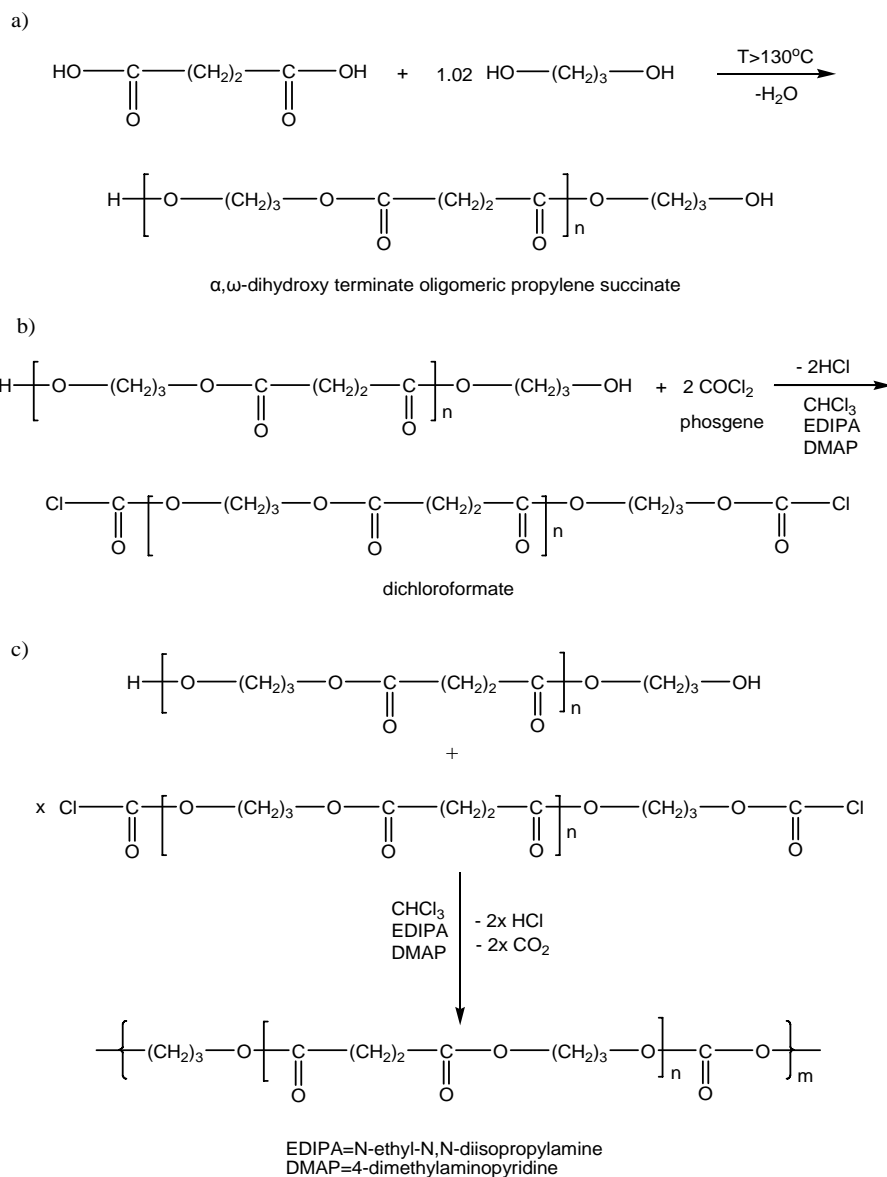 a)
HO—C—(CH2)2—C—OH + 1.02 HO—(CH2)3—OH T>130oC
O O -H2O
H [ O—(CH2)3—O—C—(CH2)2—C ]n O—(CH2)3—OH
O O
α,ω-dihydroxy terminate oligomeric propylene succinate
b)
H [ O—(CH2)3—O—C—(CH2)2—C ]n O—(CH2)3—OH + 2 COCl2 - 2HCl
O O phosgene CHCl3
EDIPA
DMAP
Cl—C [ O—(CH2)3—O—C—(CH2)2—C ]n O—(CH2)3—O—C—Cl
O O O O
dichloroformate
c)
H [ O—(CH2)3—O—C—(CH2)2—C ]n O—(CH2)3—OH
O O
+
x Cl—C [ O—(CH2)3—O—C—(CH2)2—C ]n O—(CH2)3—O—C—Cl
O O O O
CHCl3 - 2x HCl
EDIPA - 2x CO2
DMAP
{ (CH2)3—O [ C—(CH2)2—C—O—(CH2)3—O ]n C—O }m
O O O
EDIPA=N-ethyl-N,N-diisopropylamine
DMAP=4-dimethylaminopyridine